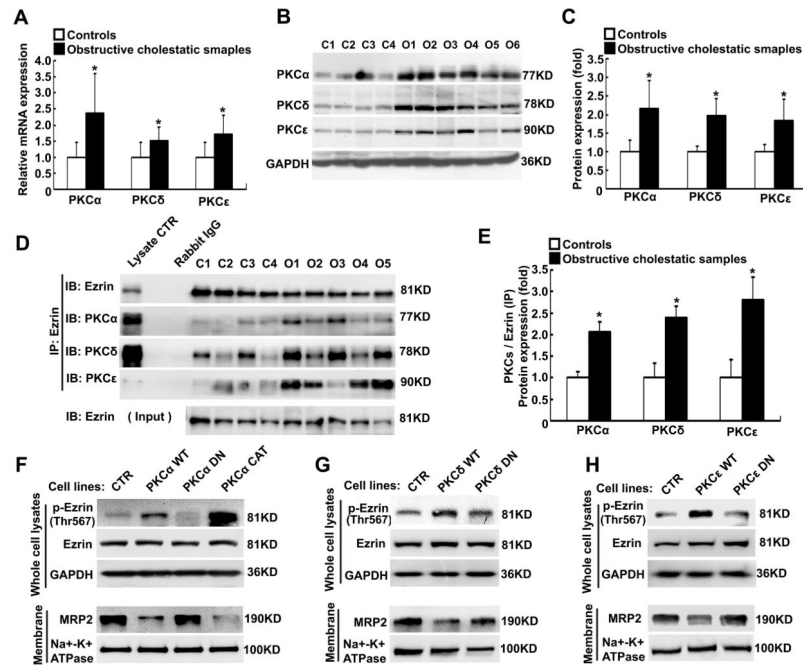 A
Controls
Obstructive cholestatic smaples
Relative mRNA expression
4.0
3.5
3.0
2.5
2.0
1.5
1.0
0.5
0
*
*
*
PKCα PKCδ PKCε
B
C1 C2 C3 C4 O1 O2 O3 O4 O5 O6
PKCα 77KD
PKCδ 78KD
PKCε 90KD
GAPDH 36KD
C
Controls
Obstructive cholestatic samples
Protein expression (fold)
3.5
3.0
2.5
2.0
1.5
1.0
0.5
0
*
*
*
PKCα PKCδ PKCε
D
Lysate CTR Rabbit IgG C1 C2 C3 C4 O1 O2 O3 O4 O5
IP: Ezrin
IB: Ezrin 81KD
IB: PKCα 77KD
IB: PKCδ 78KD
IB: PKCε 90KD
IB: Ezrin (Input) 81KD
E
Controls
Obstructive cholestatic samples
PKCs / Ezrin (IP)
Protein expression (fold)
3.5
3.0
2.5
2.0
1.5
1.0
0.5
0
*
*
*
PKCα PKCδ PKCε
F
Cell lines: CTR PKCα WT PKCα DN PKCα CAT
Whole cell lysates
p-Ezrin
(Thr567) 81KD
Ezrin 81KD
GAPDH 36KD
Membrane
MRP2 190KD
Na+-K+
ATPase 100KD
G
Cell lines: CTR PKCδ WT PKCδ DN
Whole cell lysates
p-Ezrin
(Thr567) 81KD
Ezrin 81KD
GAPDH 36KD
Membrane
MRP2 190KD
Na+-K+
ATPase 100KD
H
Cell lines: CTR PKCε WT PKCε DN
Whole cell lysates
p-Ezrin
(Thr567) 81KD
Ezrin 81KD
GAPDH 36KD
Membrane
MRP2 190KD
Na+-K+
ATPase 100KD